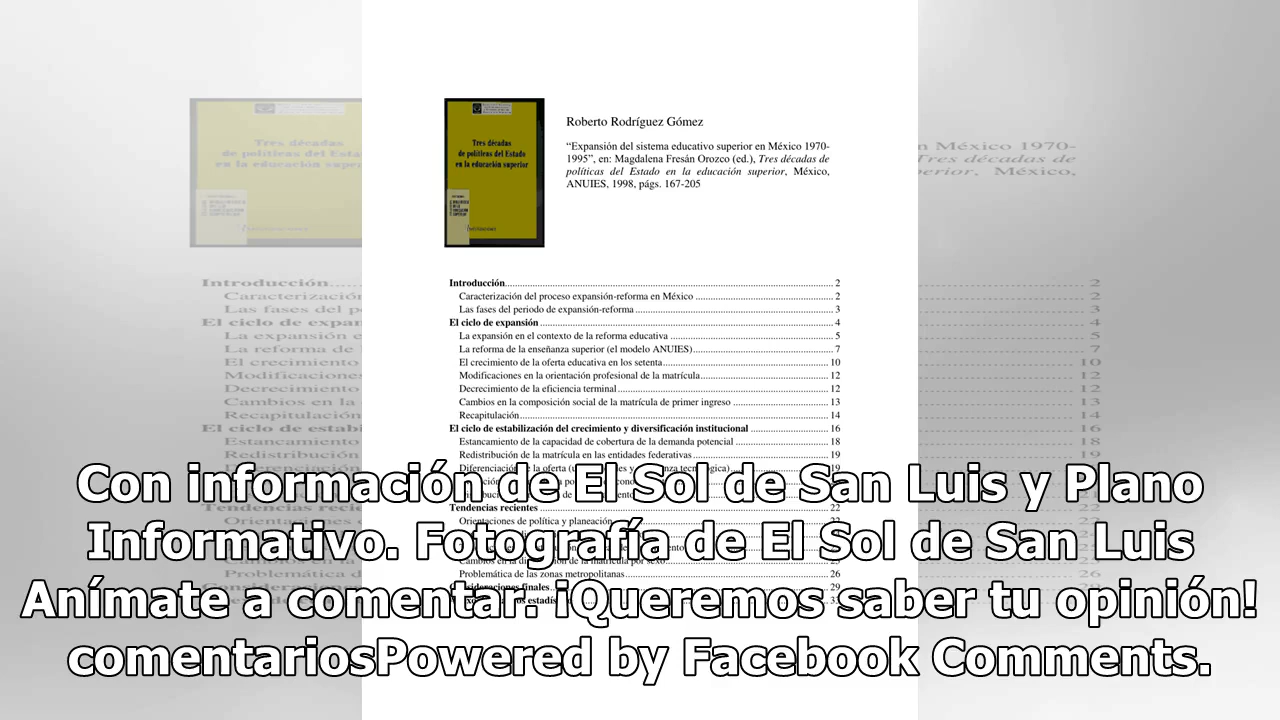 Roberto Rodríguez Gómez
“Expansión del sistema educativo superior en México 1970-
1995”, en: Magdalena Fresán Orozco (ed.), Tres décadas de
políticas del Estado en la educación superior, México,
ANUIES, 1998, págs. 167-205
Tres décadas
de políticas del Estado
en la educación superior
Introducción 2
Caracterización del proceso expansión-reforma en México 2
Las fases del periodo de expansión-reforma 3
El ciclo de expansión 4
La expansión en el contexto de la reforma educativa 5
La reforma de la enseñanza superior (el modelo ANUIES) 7
El crecimiento de la oferta educativa en los setenta 10
Modificaciones en la orientación profesional de la matrícula 12
Decrecimiento de la eficiencia terminal 12
Cambios en la composición social de la matrícula de primer ingreso 13
Recapitulación 14
El ciclo de estabilización del crecimiento y diversificación institucional 16
Estancamiento de la capacidad de cobertura de la demanda potencial 18
Redistribución de la matrícula en las entidades federativas 19
Tendencias recientes 22
Orientaciones de política y planeación
Problemática de las zonas metropolitanas 26
Con información de El Sol de San Luis y Plano
Informativo. Fotografía de El Sol de San Luis
Anímate a comentar: ¡Queremos saber tu opinión!
comentariosPowered by Facebook Comments.